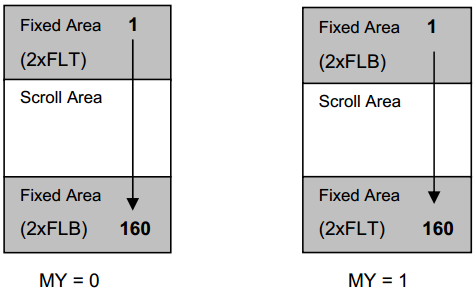 Fixed Area 1
(2xFLT)
Scroll Area
Fixed Area
(2xFLB) 160
MY = 0
Fixed Area 1
(2xFLB)
Scroll Area
Fixed Area
(2xFLT) 160
MY = 1